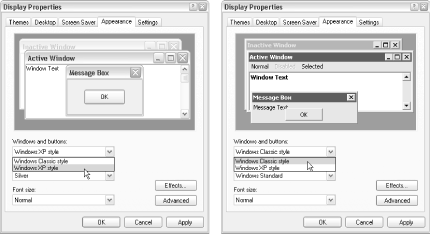 Display Properties
Themes Desktop Screen Saver Appearance Settings
Inactive Window
Active Window
Window Text
Message Box
OK
Windows and buttons:
Windows XP style
Windows Classic style
Windows XP style
Silver
Font size:
Normal
Effects...
Advanced
OK Cancel Apply
Display Properties
Themes Desktop Screen Saver Appearance Settings
Inactive Window
Active Window
Normal Disabled Selected
Window Text
Message Box
Message Text
OK
Windows and buttons:
Windows Classic style
Windows Classic style
Windows XP style
Windows Standard
Font size:
Normal
Effects...
Advanced
OK Cancel Apply